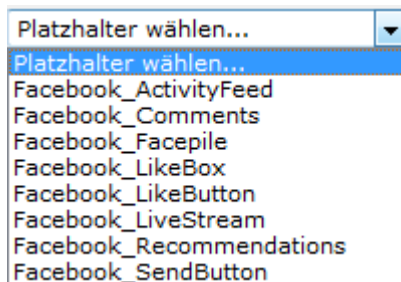 Platzhalter wählen...
Platzhalter wählen...
Facebook_ActivityFeed
Facebook_Comments
Facebook_Facepile
Facebook_LikeBox
Facebook_LikeButton
Facebook_LiveStream
Facebook_Recommendations
Facebook_SendButton